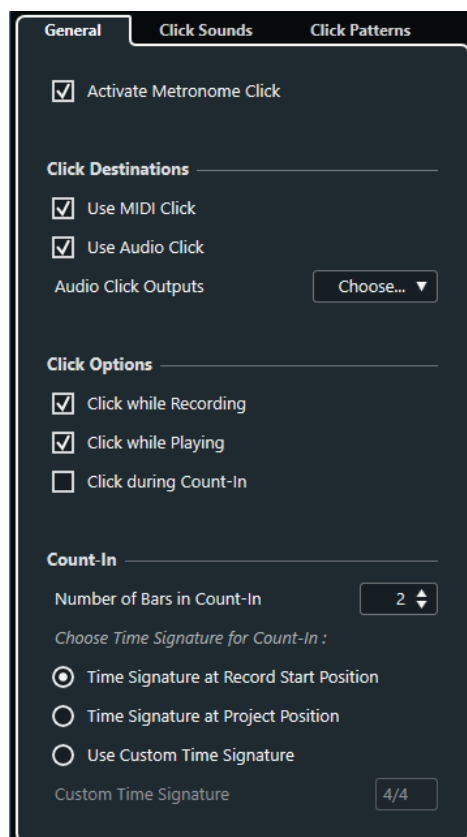 General Click Sounds Click Patterns
Activate Metronome Click
Click Destinations
Use MIDI Click
Use Audio Click
Audio Click Outputs Choose...
Click Options
Click while Recording
Click while Playing
Click during Count-In
Count-In
Number of Bars in Count-In 2
Choose Time Signature for Count-In :
Time Signature at Record Start Position
Time Signature at Project Position
Use Custom Time Signature
Custom Time Signature 4/4